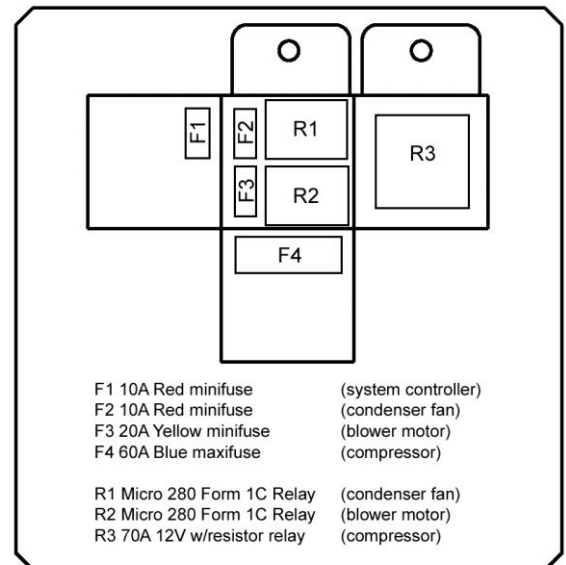 F1
F2
R1
R3
F3
R2
F4
F1 10A Red minifuse (system controller)
F2 10A Red minifuse (condenser fan)
F3 20A Yellow minifuse (blower motor)
F4 60A Blue maxifuse (compressor)
R1 Micro 280 Form 1C Relay (condenser fan)
R2 Micro 280 Form 1C Relay (blower motor)
R3 70A 12V w/resistor relay (compressor)